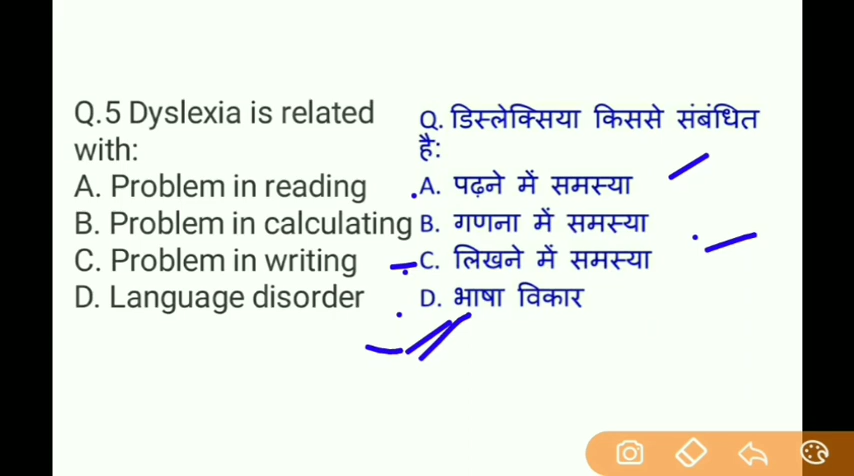 Q.5 Dyslexia is related
with:
A. Problem in reading
B. Problem in calculating
C. Problem in writing
D. Language disorder
Q. डिस्लेक्सिया किससे संबंधित
है:
A. पढ़ने में समस्या
B. गणना में समस्या
C. लिखने में समस्या
D. भाषा विकार